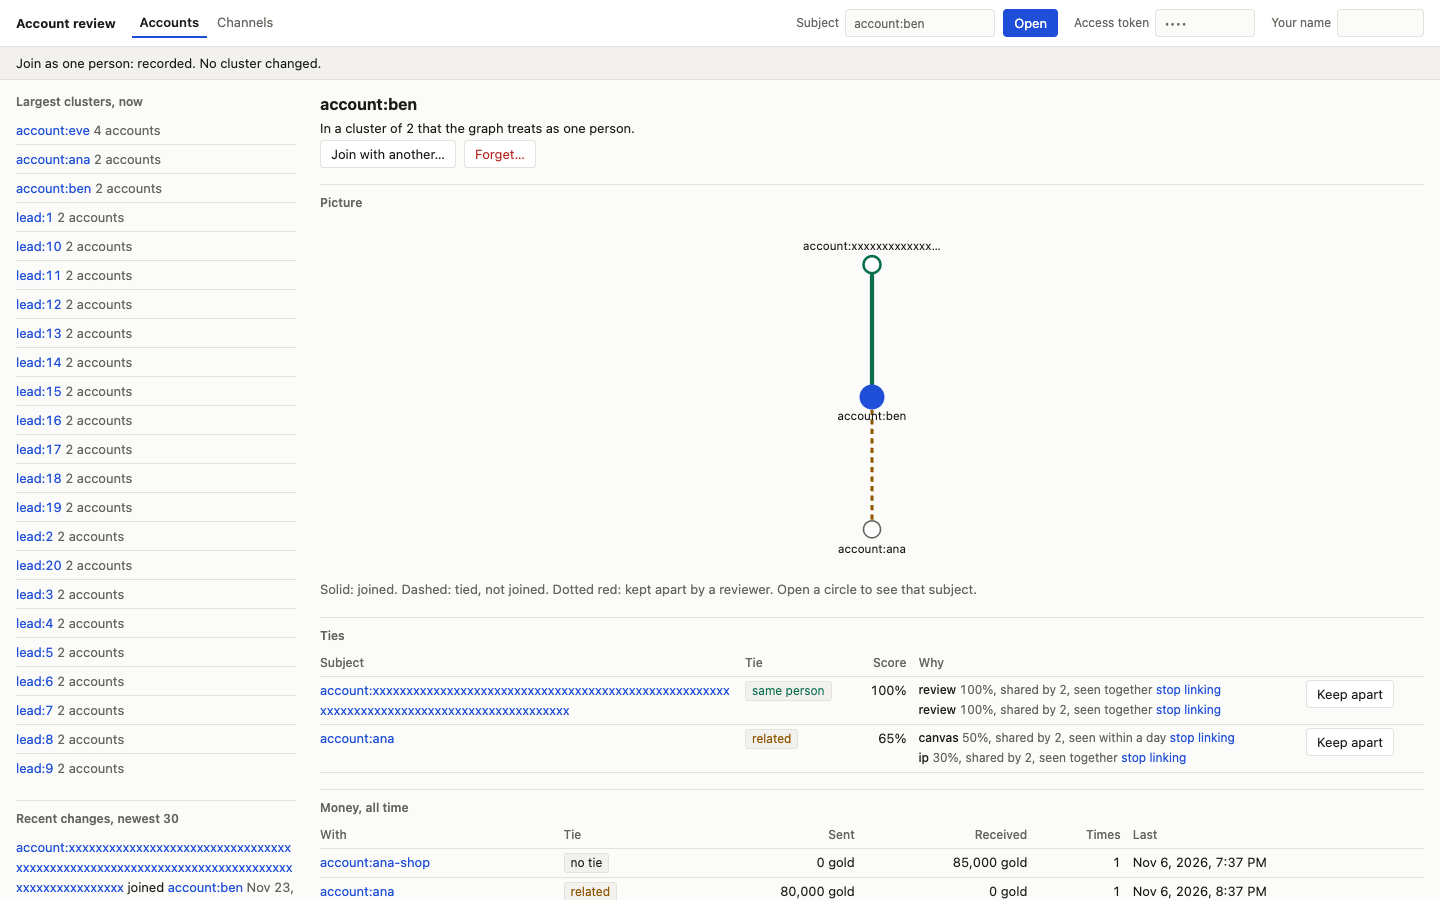 Account review Accounts Channels Subject account:ben Open Access token •••• Your name
Join as one person: recorded. No cluster changed.
Largest clusters, now
account:eve 4 accounts
account:ana 2 accounts
account:ben 2 accounts
lead:1 2 accounts
lead:10 2 accounts
lead:11 2 accounts
lead:12 2 accounts
lead:13 2 accounts
lead:14 2 accounts
lead:15 2 accounts
lead:16 2 accounts
lead:17 2 accounts
lead:18 2 accounts
lead:19 2 accounts
lead:2 2 accounts
lead:20 2 accounts
lead:3 2 accounts
lead:4 2 accounts
lead:5 2 accounts
lead:6 2 accounts
lead:7 2 accounts
lead:8 2 accounts
lead:9 2 accounts
Recent changes, newest 30
account:xxxxxxxxxxxxxxxxxxxxxxxxxxxxxxxxx
xxxxxxxxxxxxxxxxxxxxxxxxxxxxxxxxxxxxxxxxx
xxxxxxxxxxxxxxxx joined account:ben Nov 23,
account:ben
In a cluster of 2 that the graph treats as one person.
Join with another... Forget...
Picture
account:xxxxxxxxxxxxx...
account:ben
account:ana
Solid: joined. Dashed: tied, not joined. Dotted red: kept apart by a reviewer. Open a circle to see that subject.
Ties
Subject Tie Score Why
account:xxxxxxxxxxxxxxxxxxxxxxxxxxxxxxxxxxxxxxxxxxxxxxxxxxxxx same person 100% review 100%, shared by 2, seen together stop linking Keep apart
xxxxxxxxxxxxxxxxxxxxxxxxxxxxxxxxxxxxx review 100%, shared by 2, seen together stop linking
account:ana related 65% canvas 50%, shared by 2, seen within a day stop linking Keep apart
ip 30%, shared by 2, seen together stop linking
Money, all time
With Tie Sent Received Times Last
account:ana-shop no tie 0 gold 85,000 gold 1 Nov 6, 2026, 7:37 PM
account:ana related 80,000 gold 0 gold 1 Nov 6, 2026, 8:37 PM